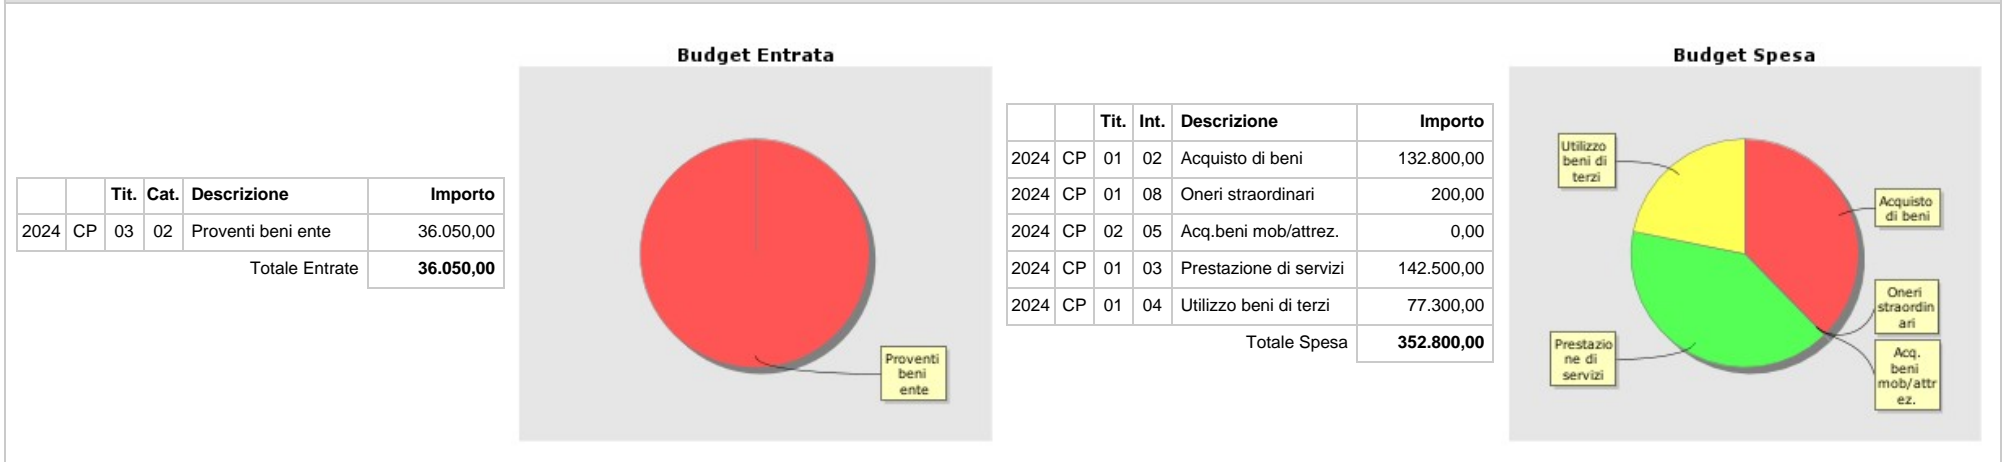 Budget Entrata
Tit. Cat. Descrizione Importo
2024 CP 03 02 Proventi beni ente 36.050,00
Totale Entrate 36.050,00
Proventi
beni
ente
Tit. Int. Descrizione Importo
2024 CP 01 02 Acquisto di beni 132.800,00
2024 CP 01 08 Oneri straordinari 200,00
2024 CP 02 05 Acq.beni mob/attrez. 0,00
2024 CP 01 03 Prestazione di servizi 142.500,00
2024 CP 01 04 Utilizzo beni di terzi 77.300,00
Totale Spesa 352.800,00
Budget Spesa
Utilizzo
beni di
terzi
Acquisto
di beni
Oneri
straordin
ari
Prestazio
ne di
servizi
Acq.
beni
mob/attr
ez.